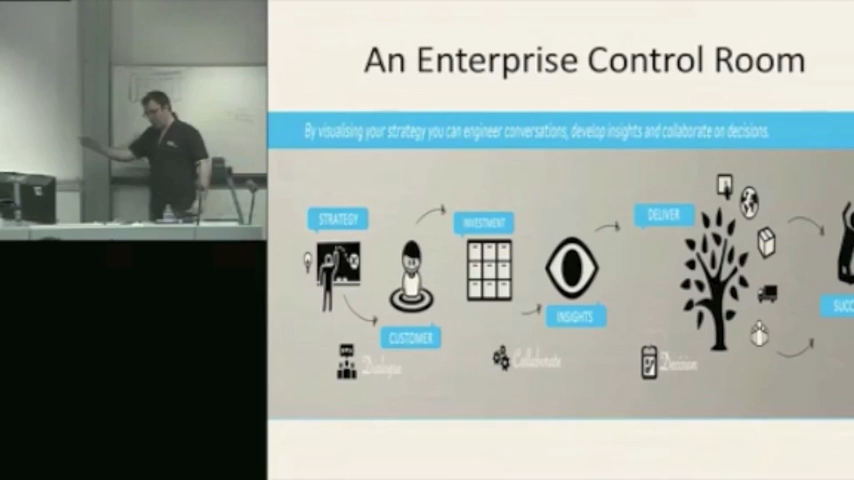 An Enterprise Control Room
By visualising your strategy you can engineer conversations, develop insights and collaborate on decisions.
STRATEGY
INVESTMENT
DELIVER
INSIGHTS
SUCC
CUSTOMER
Dialogue
Collaborate
Decision